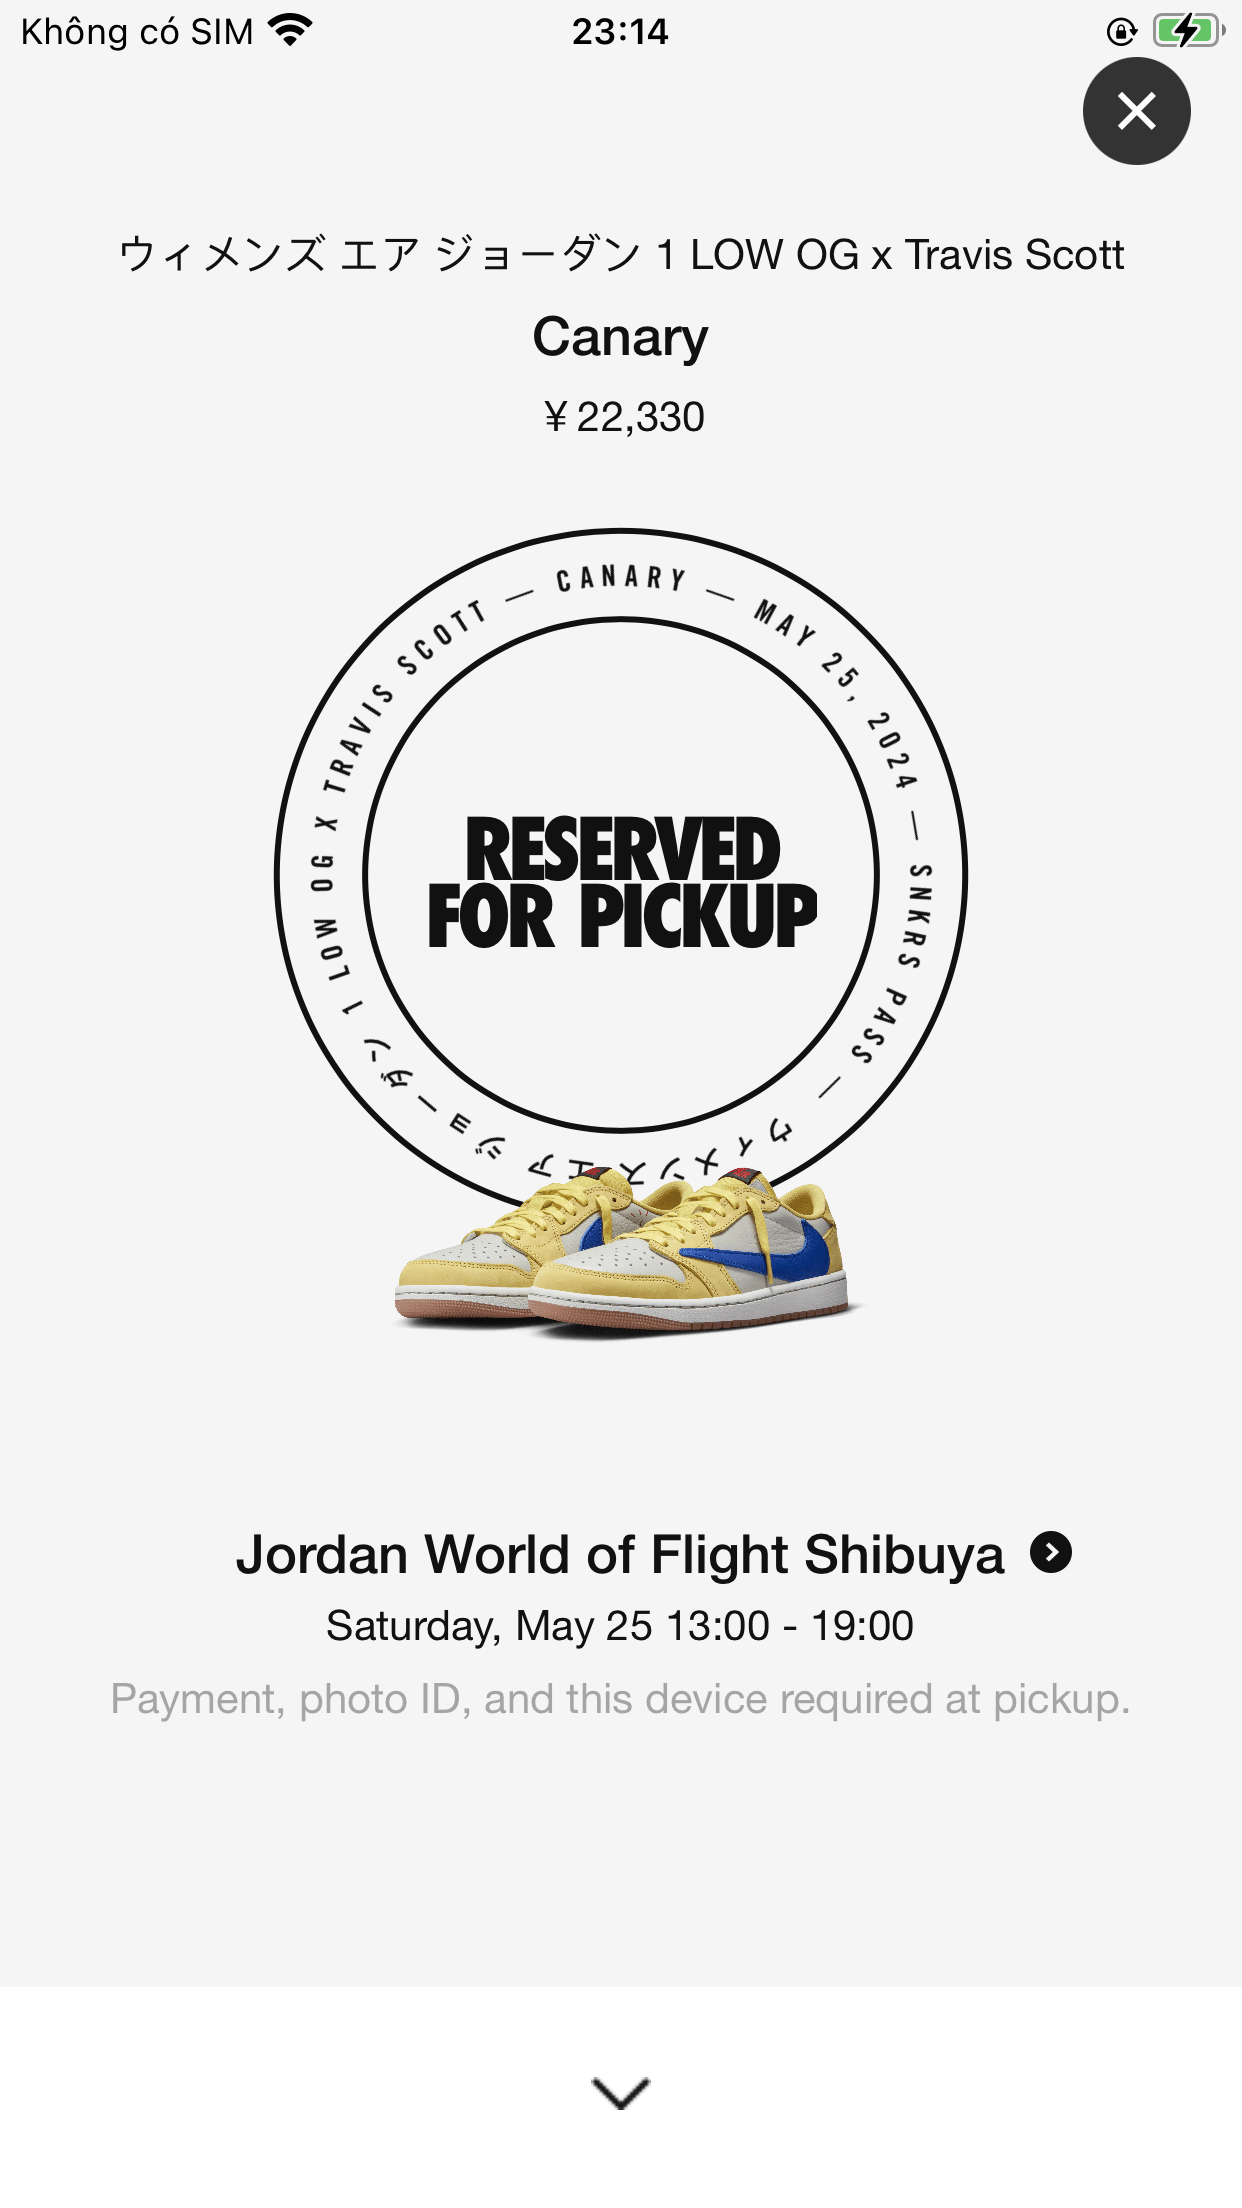 Không có SIM
23:14
ウィメンズ エア ジョーダン 1 LOW OG x Travis Scott
Canary
¥ 22,330
ウィメンズ エア ジョーダン 1 LOW OG X TRAVIS SCOTT — CANARY — MAY 25, 2024 — SNKRS PASS —
RESERVED
FOR PICKUP
Jordan World of Flight Shibuya
Saturday, May 25 13:00 - 19:00
Payment, photo ID, and this device required at pickup.